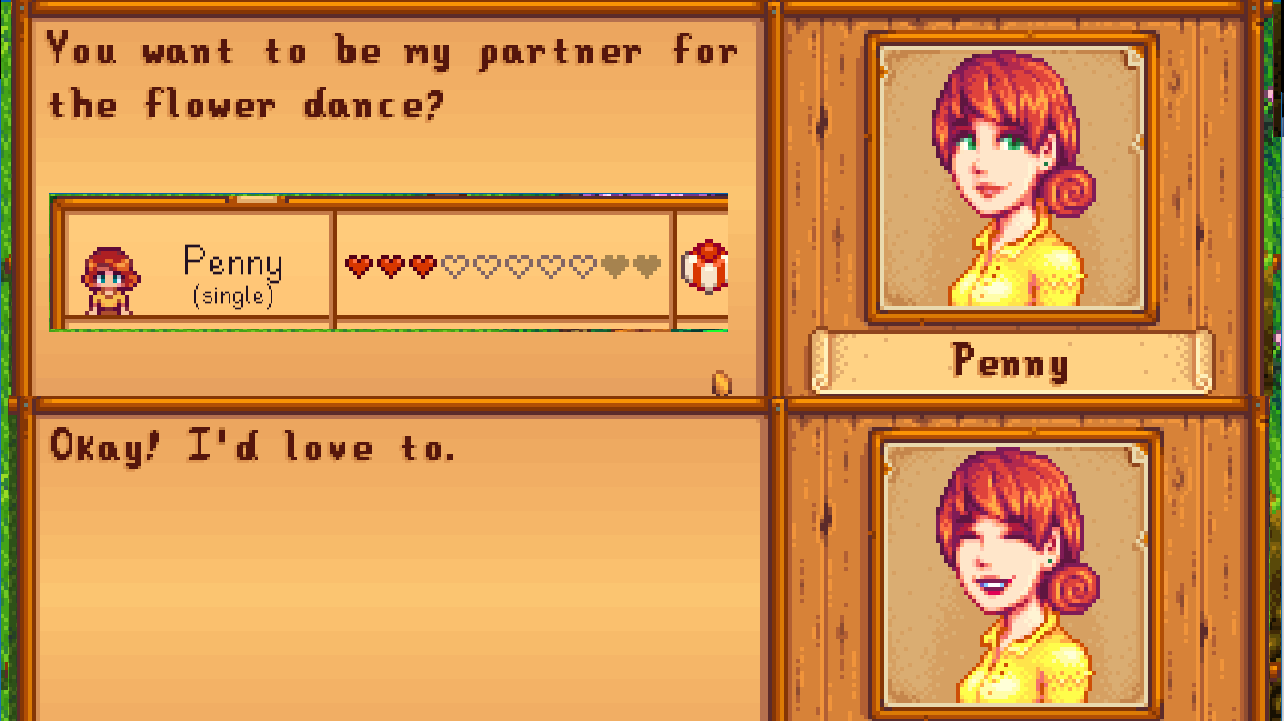 You want to be my partner for
the flower dance?
Penny
(single)
Penny
Okay! I'd love to.